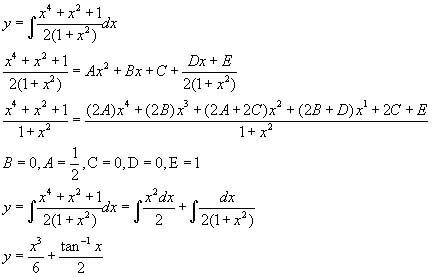 y = ∫ (x⁴ + x² + 1)/(2(1 + x²)) dx
(x⁴ + x² + 1)/(2(1 + x²)) = Ax² + Bx + C + (Dx + E)/(2(1 + x²))
(x⁴ + x² + 1)/(1 + x²) = ((2A)x⁴ + (2B)x³ + (2A + 2C)x² + (2B + D)x¹ + 2C + E)/(1 + x²)
B = 0, A = 1/2, C = 0, D = 0, E = 1
y = ∫ (x⁴ + x² + 1)/(2(1 + x²)) dx = ∫ (x²dx)/2 + ∫ dx/(2(1 + x²))
y = x³/6 + (tan⁻¹ x)/2